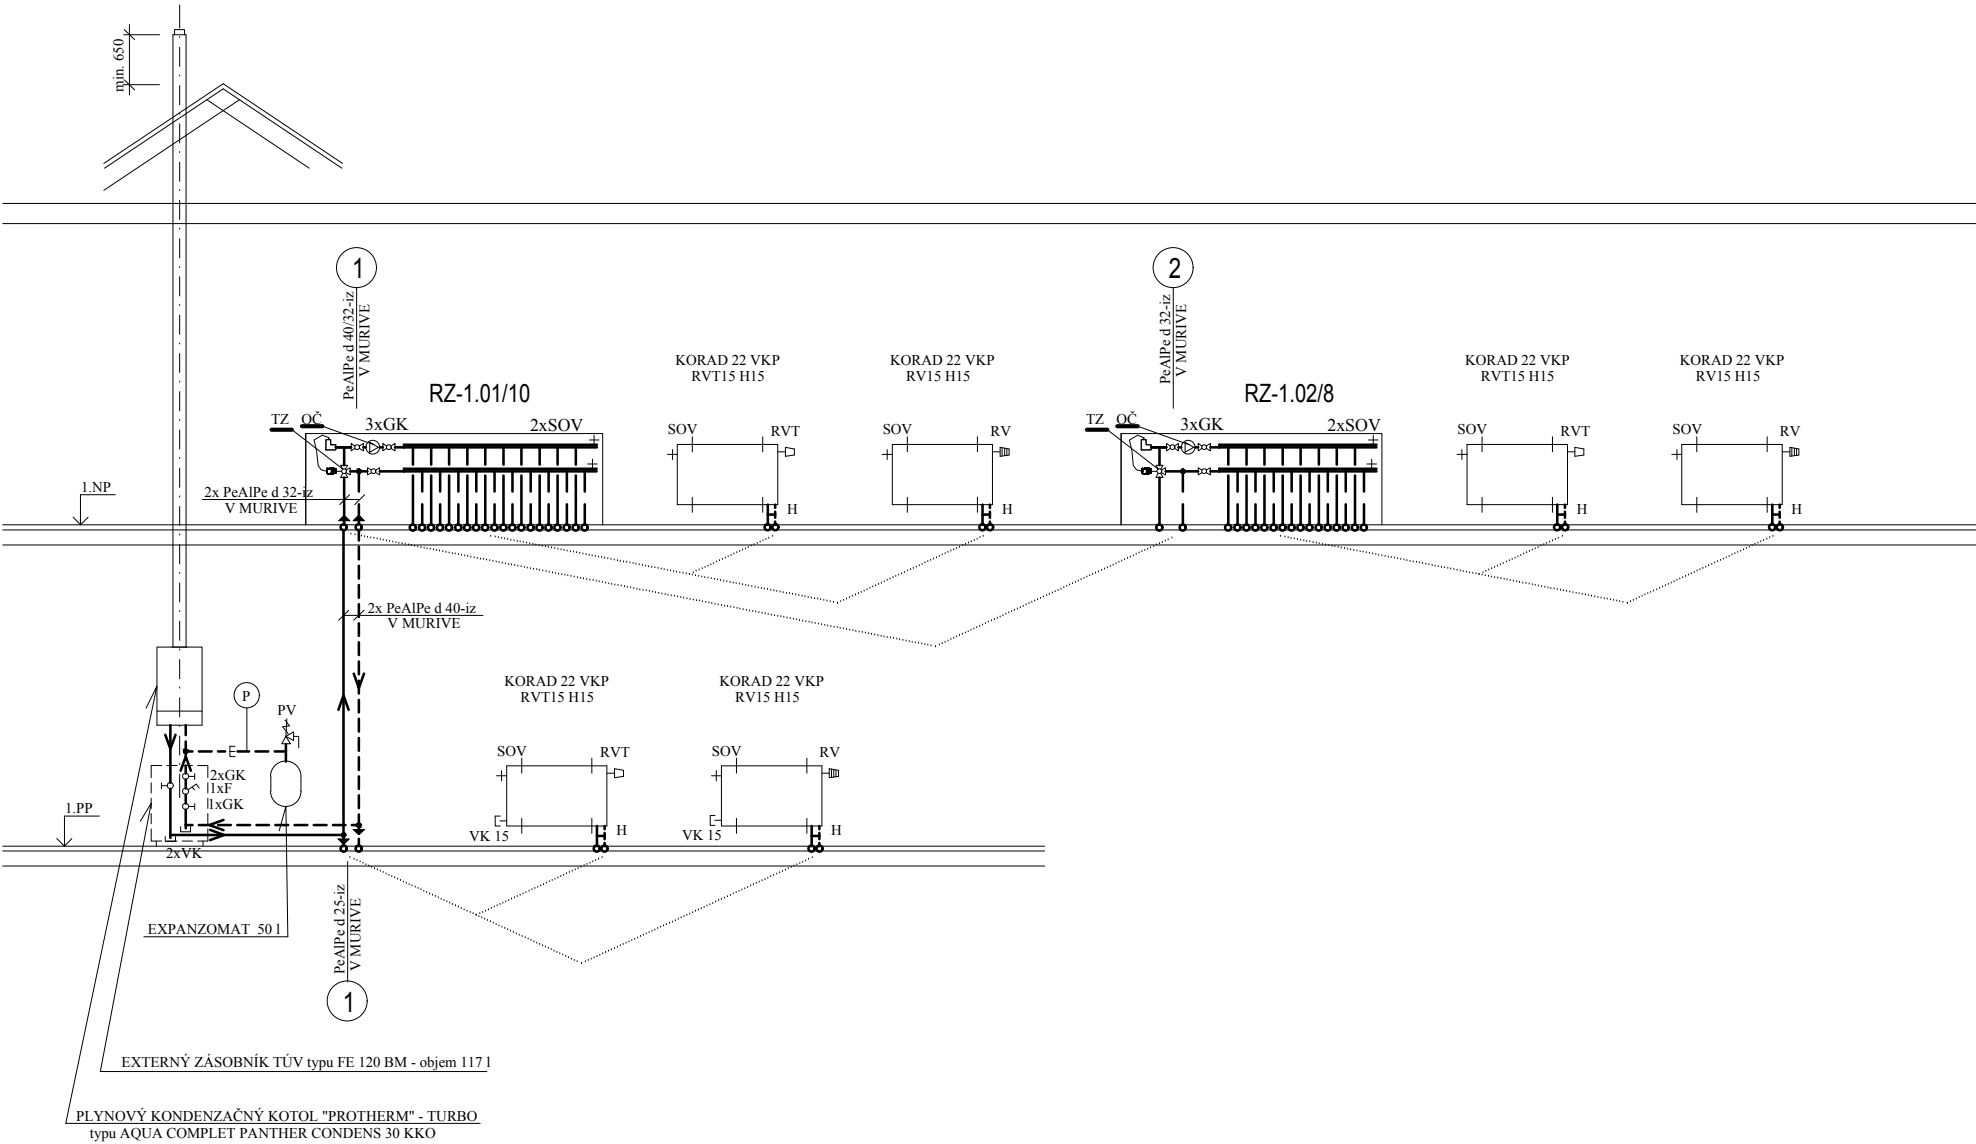 min. 650
1
2
PeAlPe d 40/32-iz
V MURIVE
PeAlPe d 32-iz
V MURIVE
KORAD 22 VKP
RVT15 H15
KORAD 22 VKP
RV15 H15
KORAD 22 VKP
RVT15 H15
KORAD 22 VKP
RV15 H15
RZ-1.01/10
RZ-1.02/8
TZ
OČ
3xGK
2xSOV
SOV
RVT
SOV
RV
TZ
OČ
3xGK
2xSOV
SOV
RVT
SOV
RV
1.NP
2x PeAlPe d 32-iz
V MURIVE
H
H
H
H
2x PeAlPe d 40-iz
V MURIVE
KORAD 22 VKP
RVT15 H15
KORAD 22 VKP
RV15 H15
P
PV
SOV
RVT
SOV
RV
2xGK
1xF
1xGK
1.PP
VK 15
H
VK 15
H
2xVK
PeAlPe d 25-iz
V MURIVE
EXPANZOMAT 50 l
1
EXTERNÝ ZÁSOBNÍK TÚV typu FE 120 BM - objem 117 l
PLYNOVÝ KONDENZAČNÝ KOTOL "PROTHERM" - TURBO
typu AQUA COMPLET PANTHER CONDENS 30 KKO